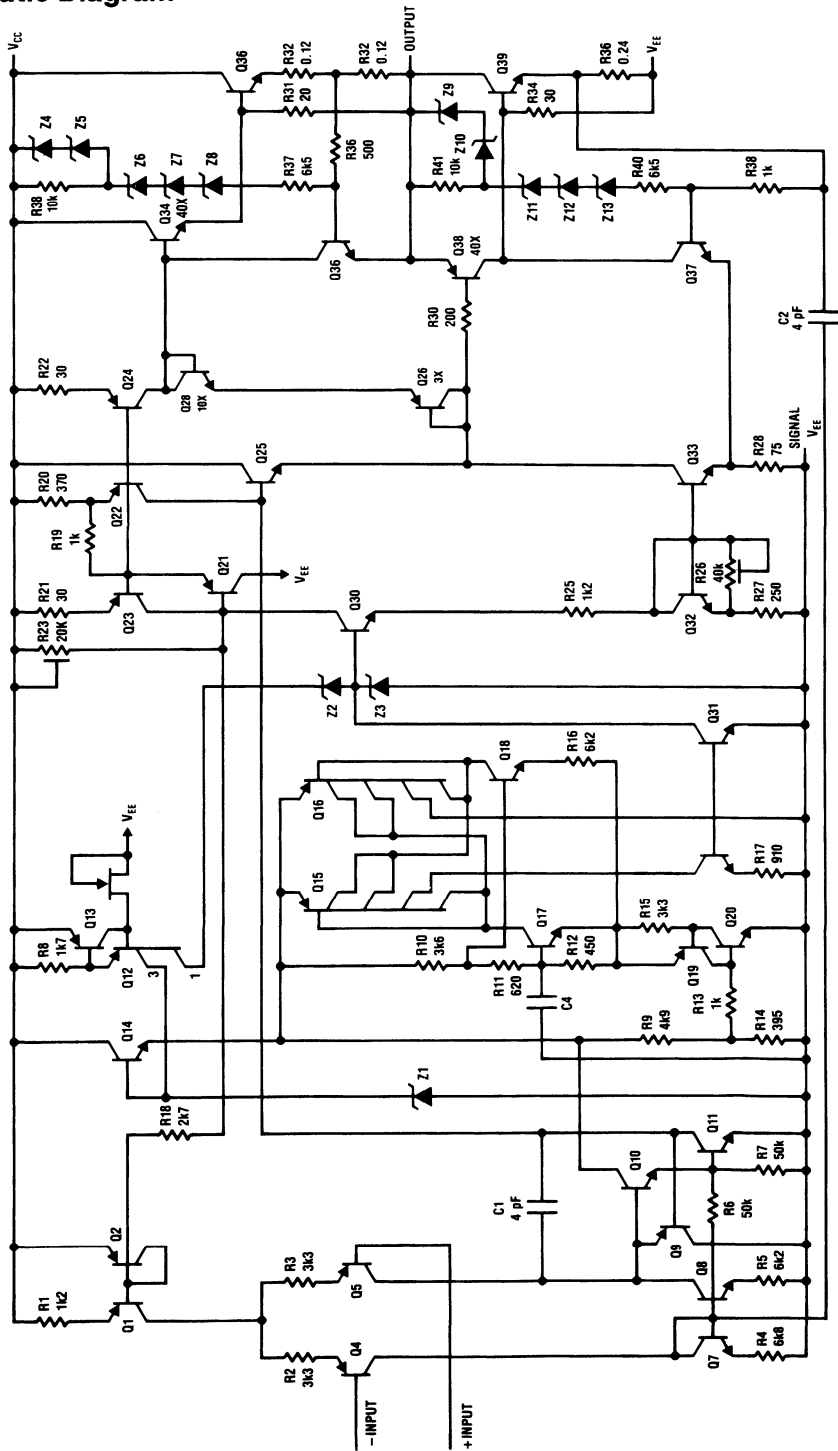 atic Diagram
VCC
R1
1k2
Q1
Q2
R18
2k7
Q14
R8
1k7
Q13
Q12
3
1
VEE
R23
20K
R21
30
Q23
R19
1k
Q21
VEE
R20
370
Q22
R22
30
Q24
Q28
10X
Q25
Q26
3X
R38
10k
Z4
Z5
Z6
Z7
Z8
Q34
40X
Q36
R32
0.12
R32
0.12
R31
20
R37
6k5
R36
500
Q36
OUTPUT
R30
200
Q38
40X
R41
10k
Z9
Z10
Z11
Z12
Z13
Q39
R34
30
R36
0.24
VEE
R40
6k5
R38
1k
Q37
C2
4 pF
R2
3k3
R3
3k3
Q4
Q5
– INPUT
+ INPUT
C1
4 pF
Z1
Q15
Q16
R10
3k6
R11
620
Q17
Q18
R16
6k2
C4
R12
450
R15
3k3
Q19
Q20
R9
4k9
R13
1k
R14
395
R17
910
Q31
Z2
Z3
Q30
R25
1k2
Q32
R26
40k
R27
250
Q33
R28
75
SIGNAL
VEE
Q10
Q9
Q11
R6
50k
R7
50k
Q8
Q7
R5
6k2
R4
6k8